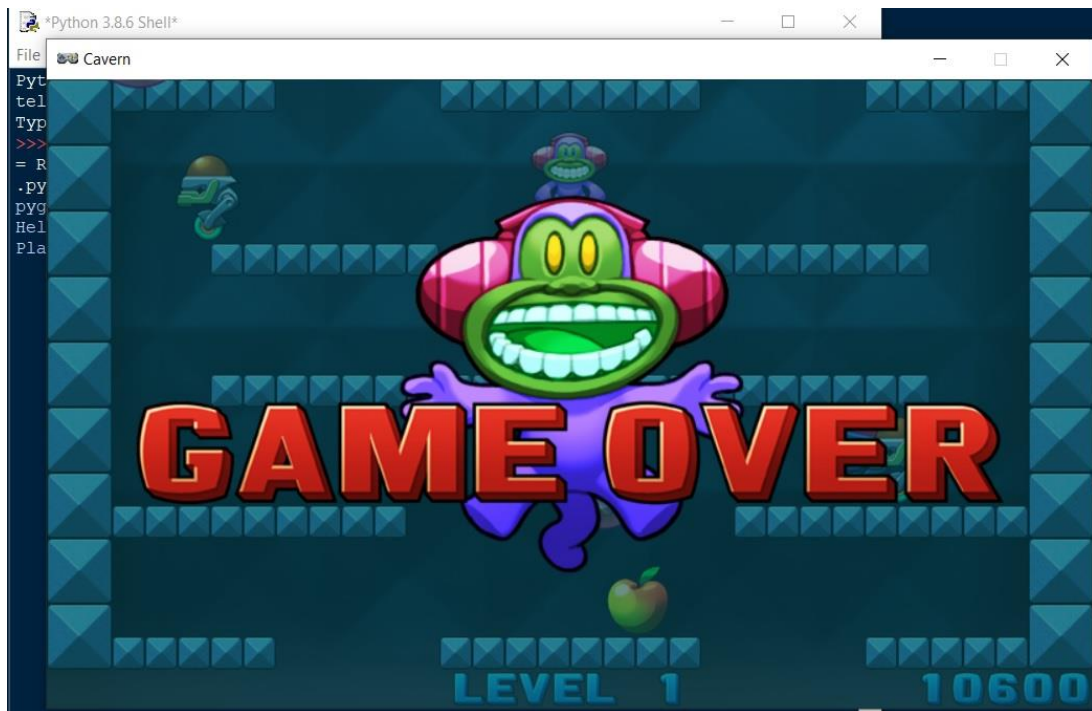 *Python 3.8.6 Shell*
File
Cavern
Pyt
tel
Typ
>>>
= R
.py
pyg
Hel
Pla
GAME OVER
LEVEL 1
10600